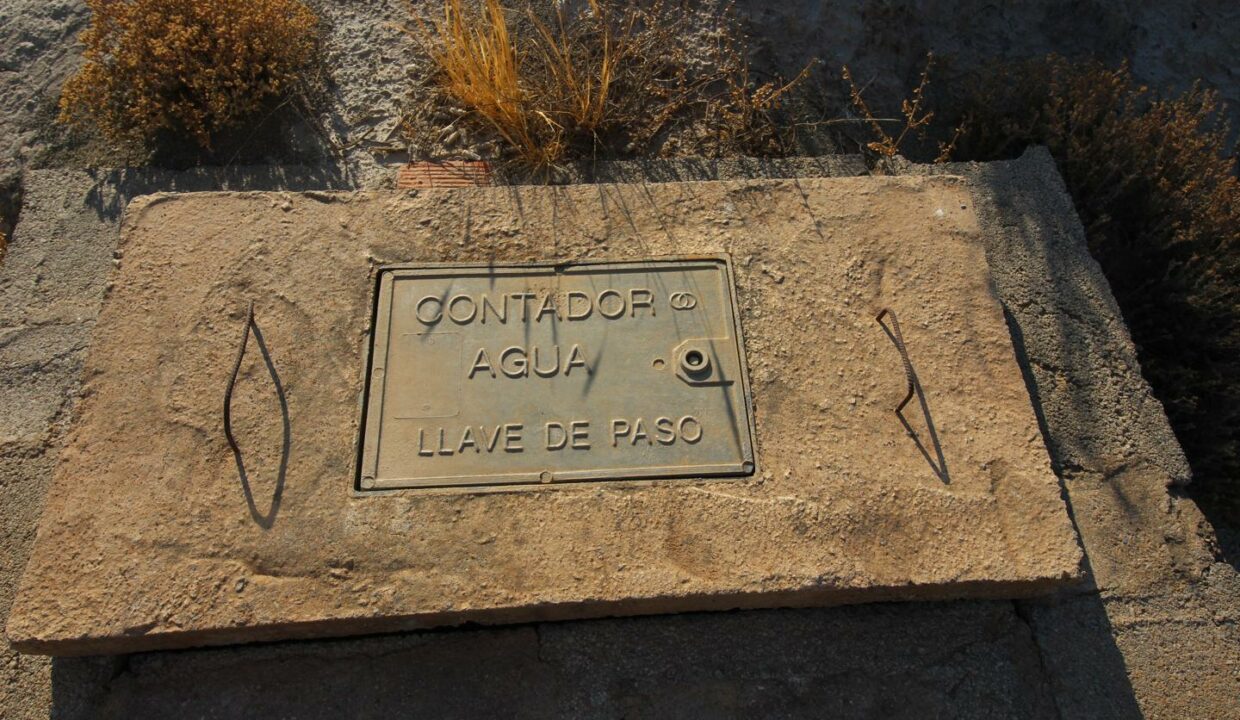 CONTADOR
AGUA
LLAVE DE PASO